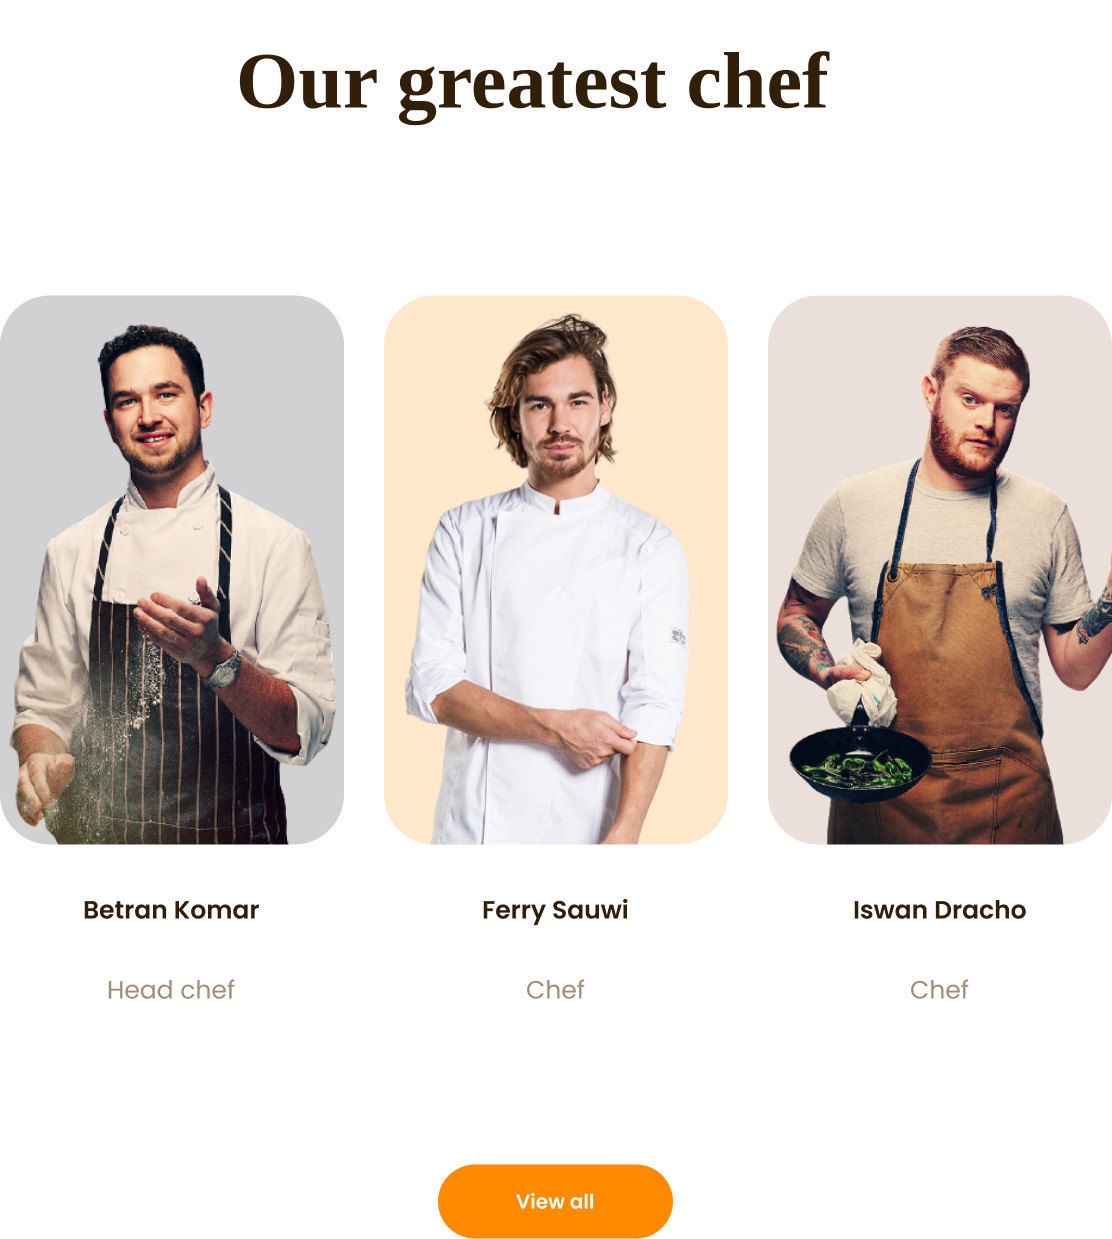 Our greatest chef
Betran Komar
Ferry Sauwi
Iswan Dracho
Head chef
Chef
Chef
View all